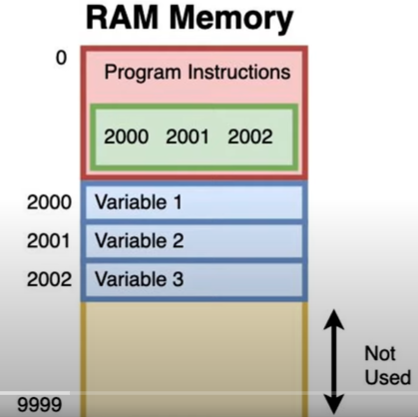 RAM Memory
0
Program Instructions
2000 2001 2002
2000 Variable 1
2001 Variable 2
2002 Variable 3
Not
Used
9999